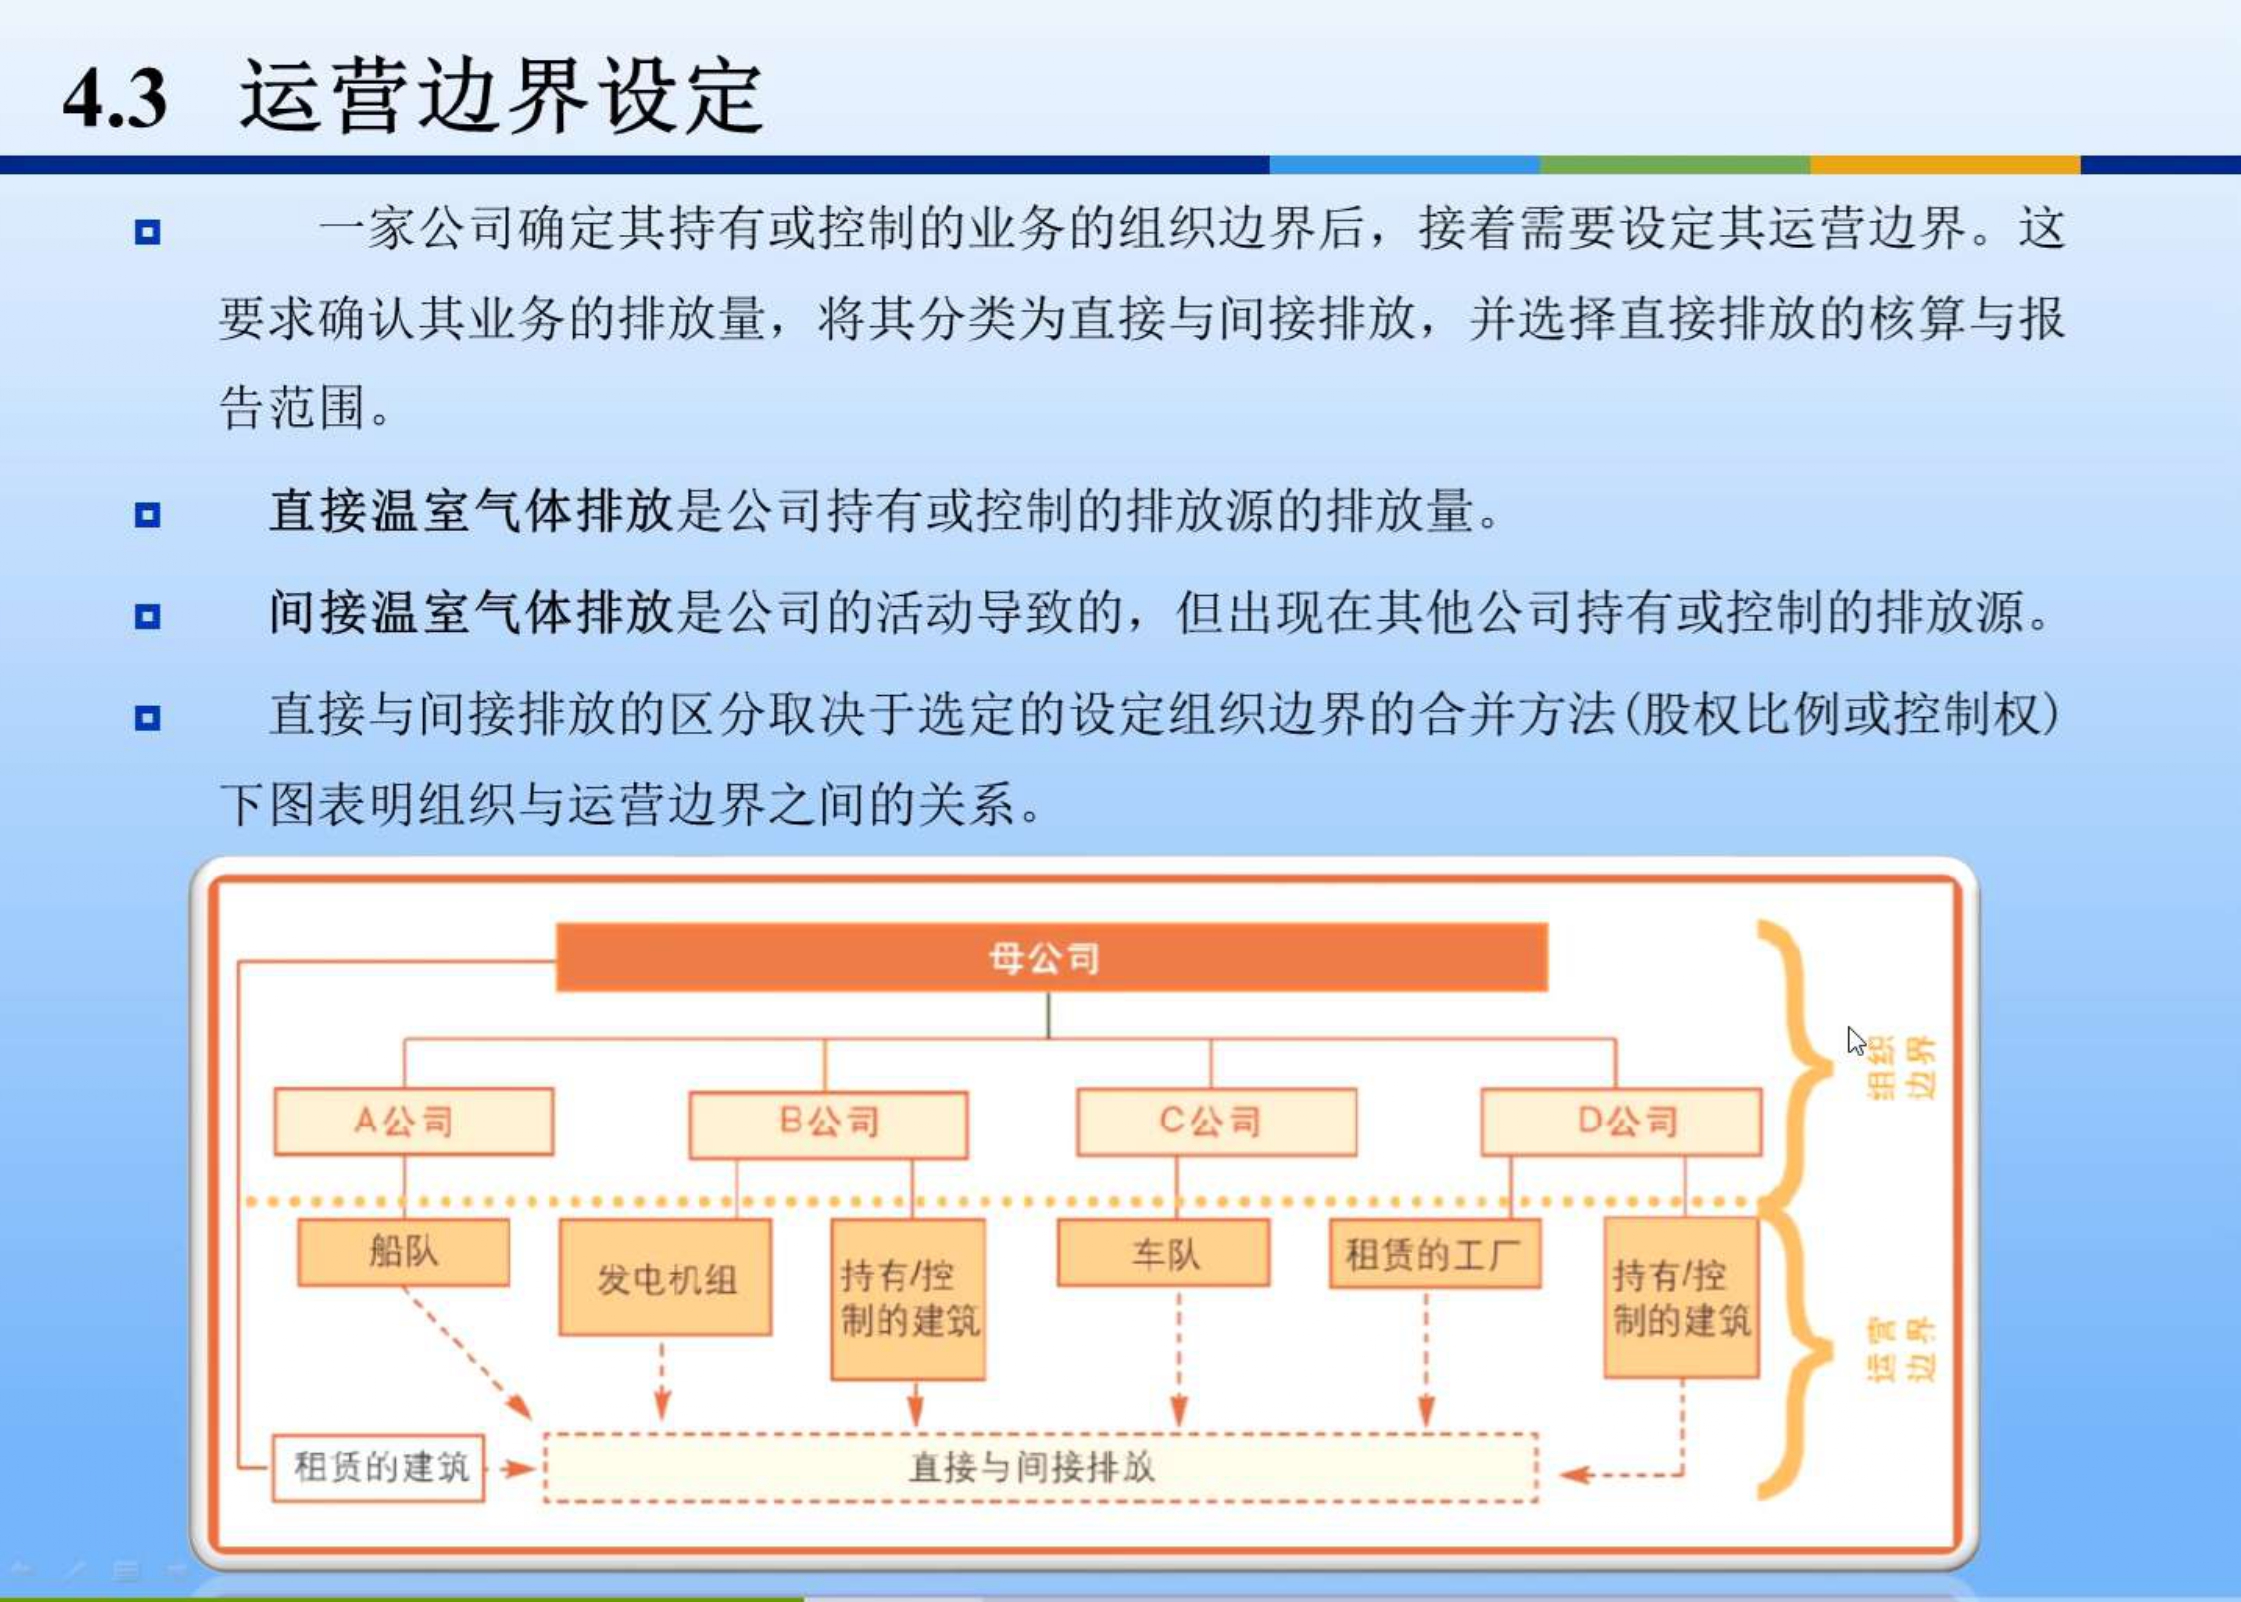 4.3 运营边界设定
一家公司确定其持有或控制的业务的组织边界后，接着需要设定其运营边界。这
要求确认其业务的排放量，将其分类为直接与间接排放，并选择直接排放的核算与报
告范围。
直接温室气体排放是公司持有或控制的排放源的排放量。
间接温室气体排放是公司的活动导致的，但出现在其他公司持有或控制的排放源。
直接与间接排放的区分取决于选定的设定组织边界的合并方法(股权比例或控制权)
下图表明组织与运营边界之间的关系。
母公司
组织
边界
A公司
B公司
C公司
D公司
船队
发电机组
持有/控
制的建筑
车队
租赁的工厂
持有/控
制的建筑
运营
边界
租赁的建筑
直接与间接排放